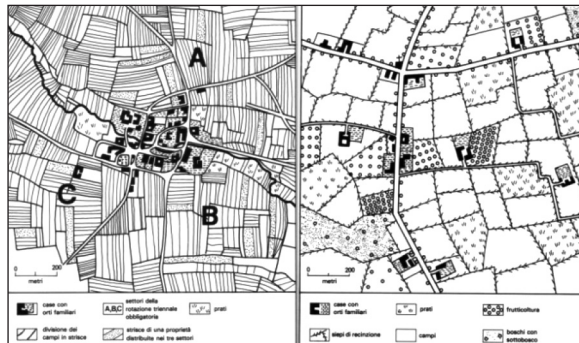 A
C
B
0 200
metri
case con
orti familiari
A,B,C
settori della
rotazione triennale
obbligatoria
prati
divisione dei
campi in strisce
strisce di una proprietà
distribuite nei tre settori
0 200
metri
case con
orti familiari
prati
frutticoltura
siepi di recinzione
campi
boschi con
sottobosco